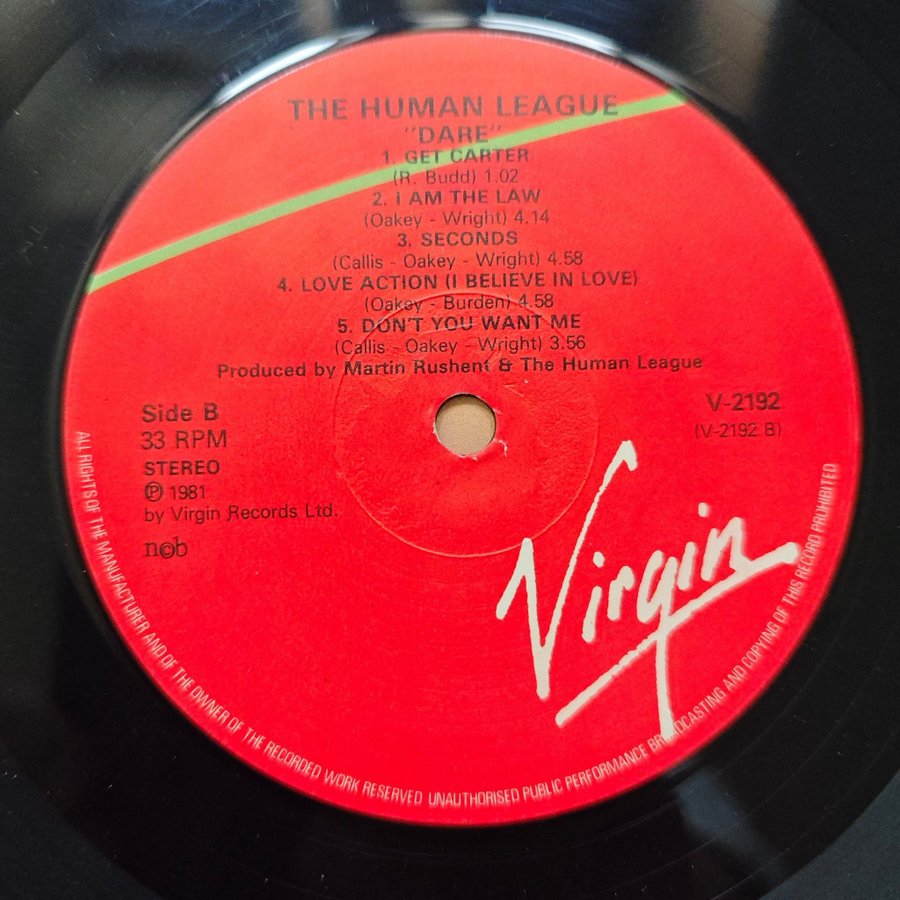 THE HUMAN LEAGUE
"DARE"
1. GET CARTER
(R. Budd) 1.02
2. I AM THE LAW
(Oakey - Wright) 4.14
3. SECONDS
(Callis - Oakey - Wright) 4.58
4. LOVE ACTION (I BELIEVE IN LOVE)
(Oakey - Burden) 4.58
5. DON'T YOU WANT ME
(Callis - Oakey - Wright) 3.56
Produced by Martin Rushent & The Human League
Side B
33 RPM
STEREO
℗ 1981
by Virgin Records Ltd.
n©b
V-2192
(V-2192 B)
Virgin
ALL RIGHTS OF THE MANUFACTURER AND OF THE OWNER OF THE RECORDED WORK RESERVED UNAUTHORISED PUBLIC PERFORMANCE BROADCASTING AND COPYING OF THIS RECORD PROHIBITED